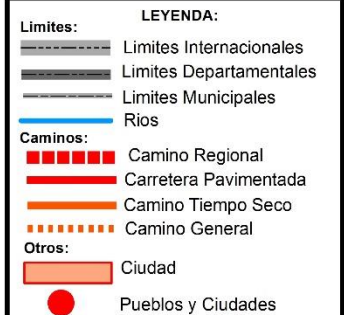 LEYENDA:
Limites:
Limites Internacionales
Limites Departamentales
Limites Municipales
Rios
Caminos:
Camino Regional
Carretera Pavimentada
Camino Tiempo Seco
Camino General
Otros:
Ciudad
Pueblos y Ciudades